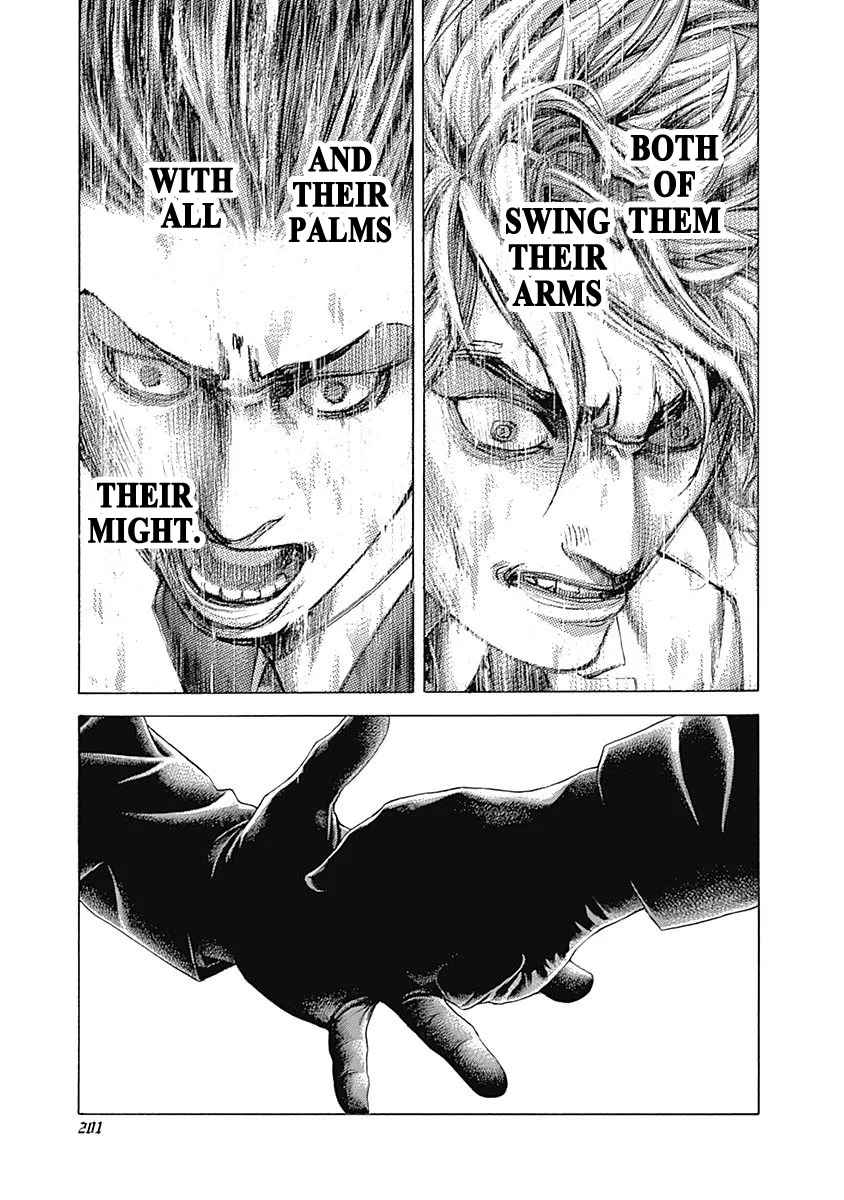 BOTH
OF
THEM
SWING
THEIR
ARMS
AND
THEIR
PALMS
WITH
ALL
THEIR
MIGHT.
201